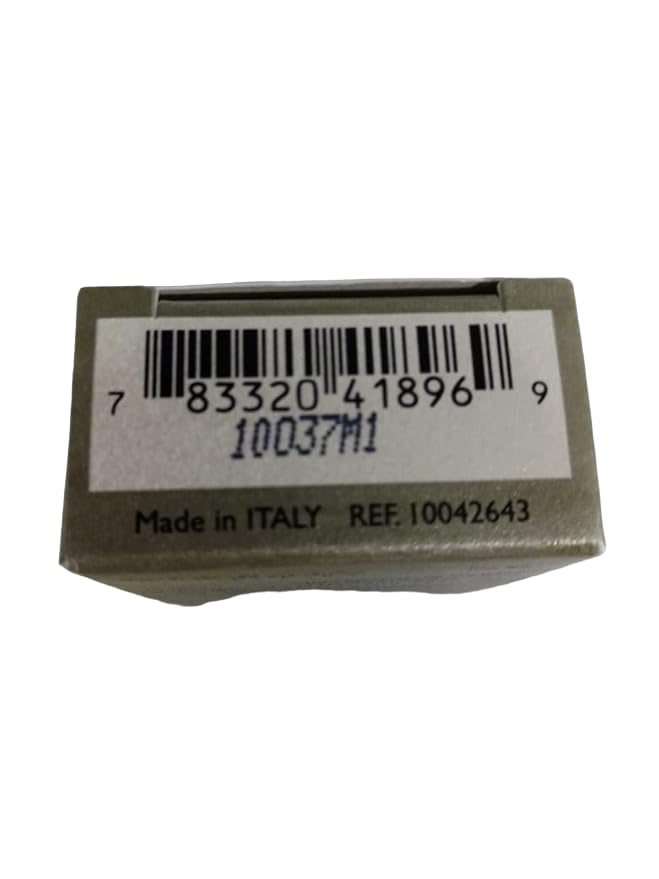 7 83320 41896 9
10037M1
Made in ITALY REF. 10042643